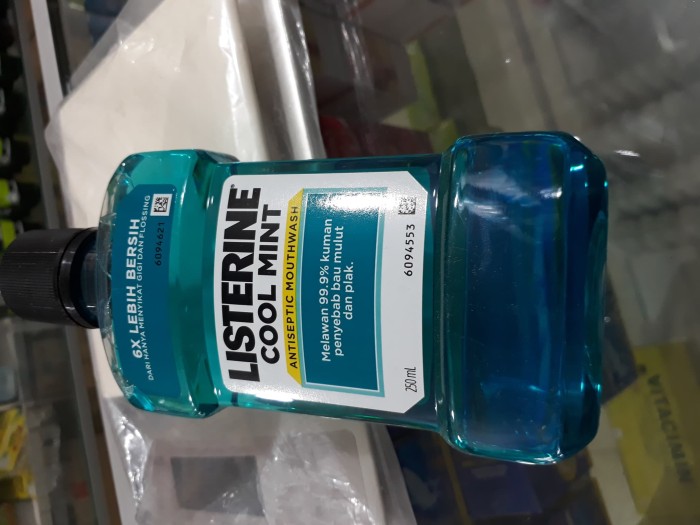 6X LEBIH BERSIH
DARI HANYA MENYIKAT GIGI DAN FLOSSING
6094621
LISTERINE®
COOL MINT
ANTISEPTIC MOUTHWASH
Melawan 99.9% kuman
penyebab bau mulut
dan plak.
6094553
250 mL
VITACIMIN